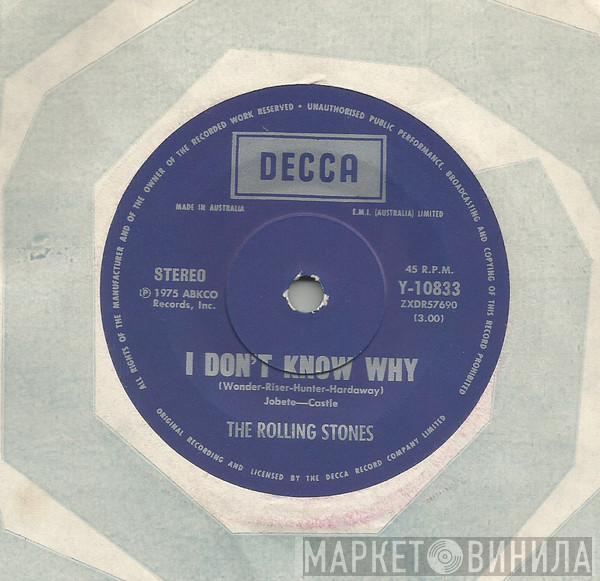 ALL RIGHTS OF THE MANUFACTURER AND OF THE OWNER OF THE RECORDED WORK RESERVED • UNAUTHORISED PUBLIC PERFORMANCE, BROADCASTING AND COPYING OF THIS RECORD PROHIBITED
DECCA
MADE IN AUSTRALIA
E.M.I. (AUSTRALIA) LIMITED
STEREO
℗ 1975 ABKCO
Records, Inc.
45 R.P.M.
Y-10833
ZXDR57690
(3.00)
I DON'T KNOW WHY
(Wonder-Riser-Hunter-Hardaway)
Jobete—Castle
THE ROLLING STONES
ORIGINAL RECORDING AND LICENSED BY THE DECCA RECORD COMPANY LIMITED
МАРКЕТ ВИНИЛА